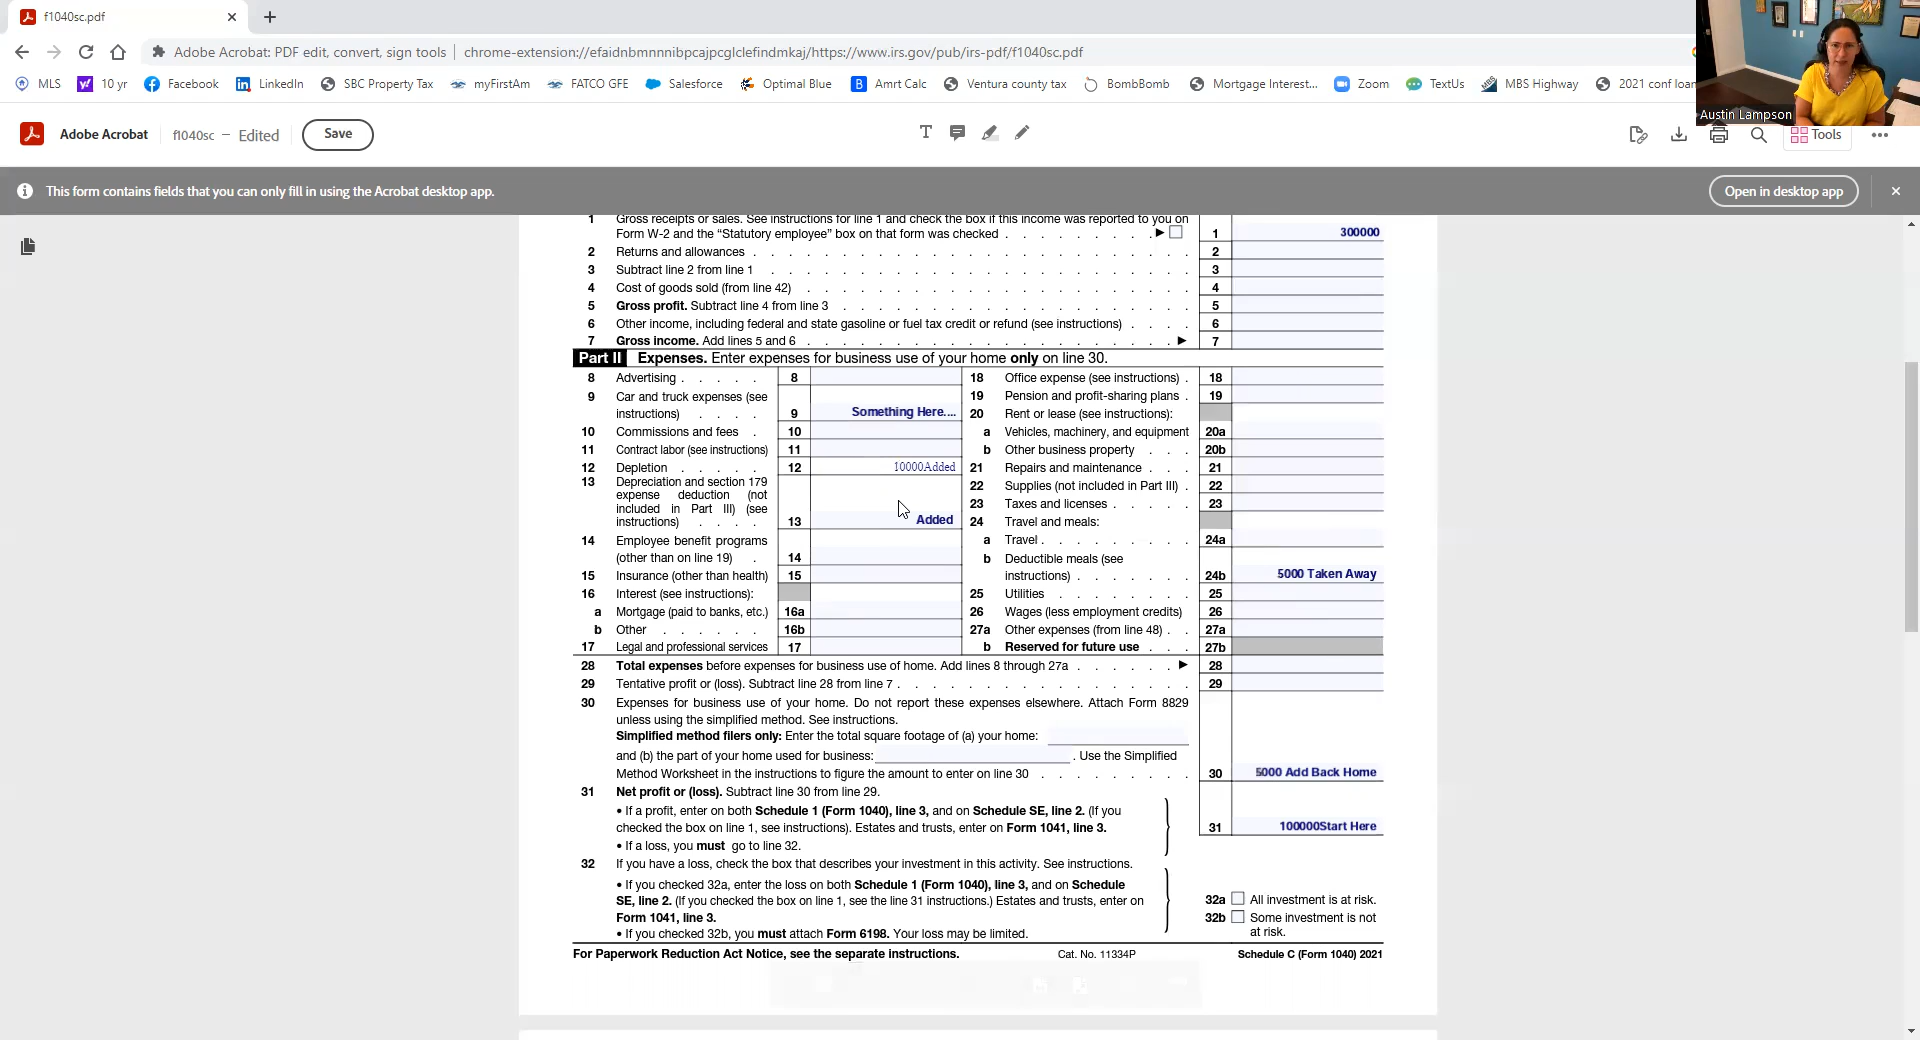 f1040sc.pdf
Adobe Acrobat: PDF edit, convert, sign tools | chrome-extension://efaidnbmnnnibpcajpcglclefindmkaj/https://www.irs.gov/pub/irs-pdf/f1040sc.pdf
MLS 10 yr Facebook LinkedIn SBC Property Tax myFirstAm FATCO GFE Salesforce Optimal Blue Amrt Calc Ventura county tax BombBomb Mortgage Interest... Zoom TextUs MBS Highway 2021 conf loan
Austin Lampson
Adobe Acrobat f1040sc – Edited Save Tools
This form contains fields that you can only fill in using the Acrobat desktop app. Open in desktop app
1 Gross receipts or sales. See instructions for line 1 and check the box if this income was reported to you on
Form W-2 and the “Statutory employee” box on that form was checked . . . . . . . . . ▶ 1 300000
2 Returns and allowances 2
3 Subtract line 2 from line 1 3
4 Cost of goods sold (from line 42) 4
5 Gross profit. Subtract line 4 from line 3 5
6 Other income, including federal and state gasoline or fuel tax credit or refund (see instructions) 6
7 Gross income. Add lines 5 and 6 ▶ 7
Part II Expenses. Enter expenses for business use of your home only on line 30.
8 Advertising 8
9 Car and truck expenses (see
instructions) 9 Something Here....
10 Commissions and fees 10
11 Contract labor (see instructions) 11
12 Depletion 12 10000Added
13 Depreciation and section 179
expense deduction (not
included in Part III) (see
instructions) 13 Added
14 Employee benefit programs
(other than on line 19) 14
15 Insurance (other than health) 15
16 Interest (see instructions):
a Mortgage (paid to banks, etc.) 16a
b Other 16b
17 Legal and professional services 17
18 Office expense (see instructions) 18
19 Pension and profit-sharing plans 19
20 Rent or lease (see instructions):
a Vehicles, machinery, and equipment 20a
b Other business property 20b
21 Repairs and maintenance 21
22 Supplies (not included in Part III) 22
23 Taxes and licenses 23
24 Travel and meals:
a Travel 24a
b Deductible meals (see
instructions) 24b 5000 Taken Away
25 Utilities 25
26 Wages (less employment credits) 26
27a Other expenses (from line 48) 27a
b Reserved for future use 27b
28 Total expenses before expenses for business use of home. Add lines 8 through 27a ▶ 28
29 Tentative profit or (loss). Subtract line 28 from line 7 29
30 Expenses for business use of your home. Do not report these expenses elsewhere. Attach Form 8829
unless using the simplified method. See instructions.
Simplified method filers only: Enter the total square footage of (a) your home:
and (b) the part of your home used for business: . Use the Simplified
Method Worksheet in the instructions to figure the amount to enter on line 30 30 5000 Add Back Home
31 Net profit or (loss). Subtract line 30 from line 29.
• If a profit, enter on both Schedule 1 (Form 1040), line 3, and on Schedule SE, line 2. (If you
checked the box on line 1, see instructions). Estates and trusts, enter on Form 1041, line 3. 31 100000Start Here
• If a loss, you must go to line 32.
32 If you have a loss, check the box that describes your investment in this activity. See instructions.
• If you checked 32a, enter the loss on both Schedule 1 (Form 1040), line 3, and on Schedule
SE, line 2. (If you checked the box on line 1, see the line 31 instructions.) Estates and trusts, enter on
Form 1041, line 3.
• If you checked 32b, you must attach Form 6198. Your loss may be limited.
32a All investment is at risk.
32b Some investment is not
at risk.
For Paperwork Reduction Act Notice, see the separate instructions. Cat. No. 11334P Schedule C (Form 1040) 2021